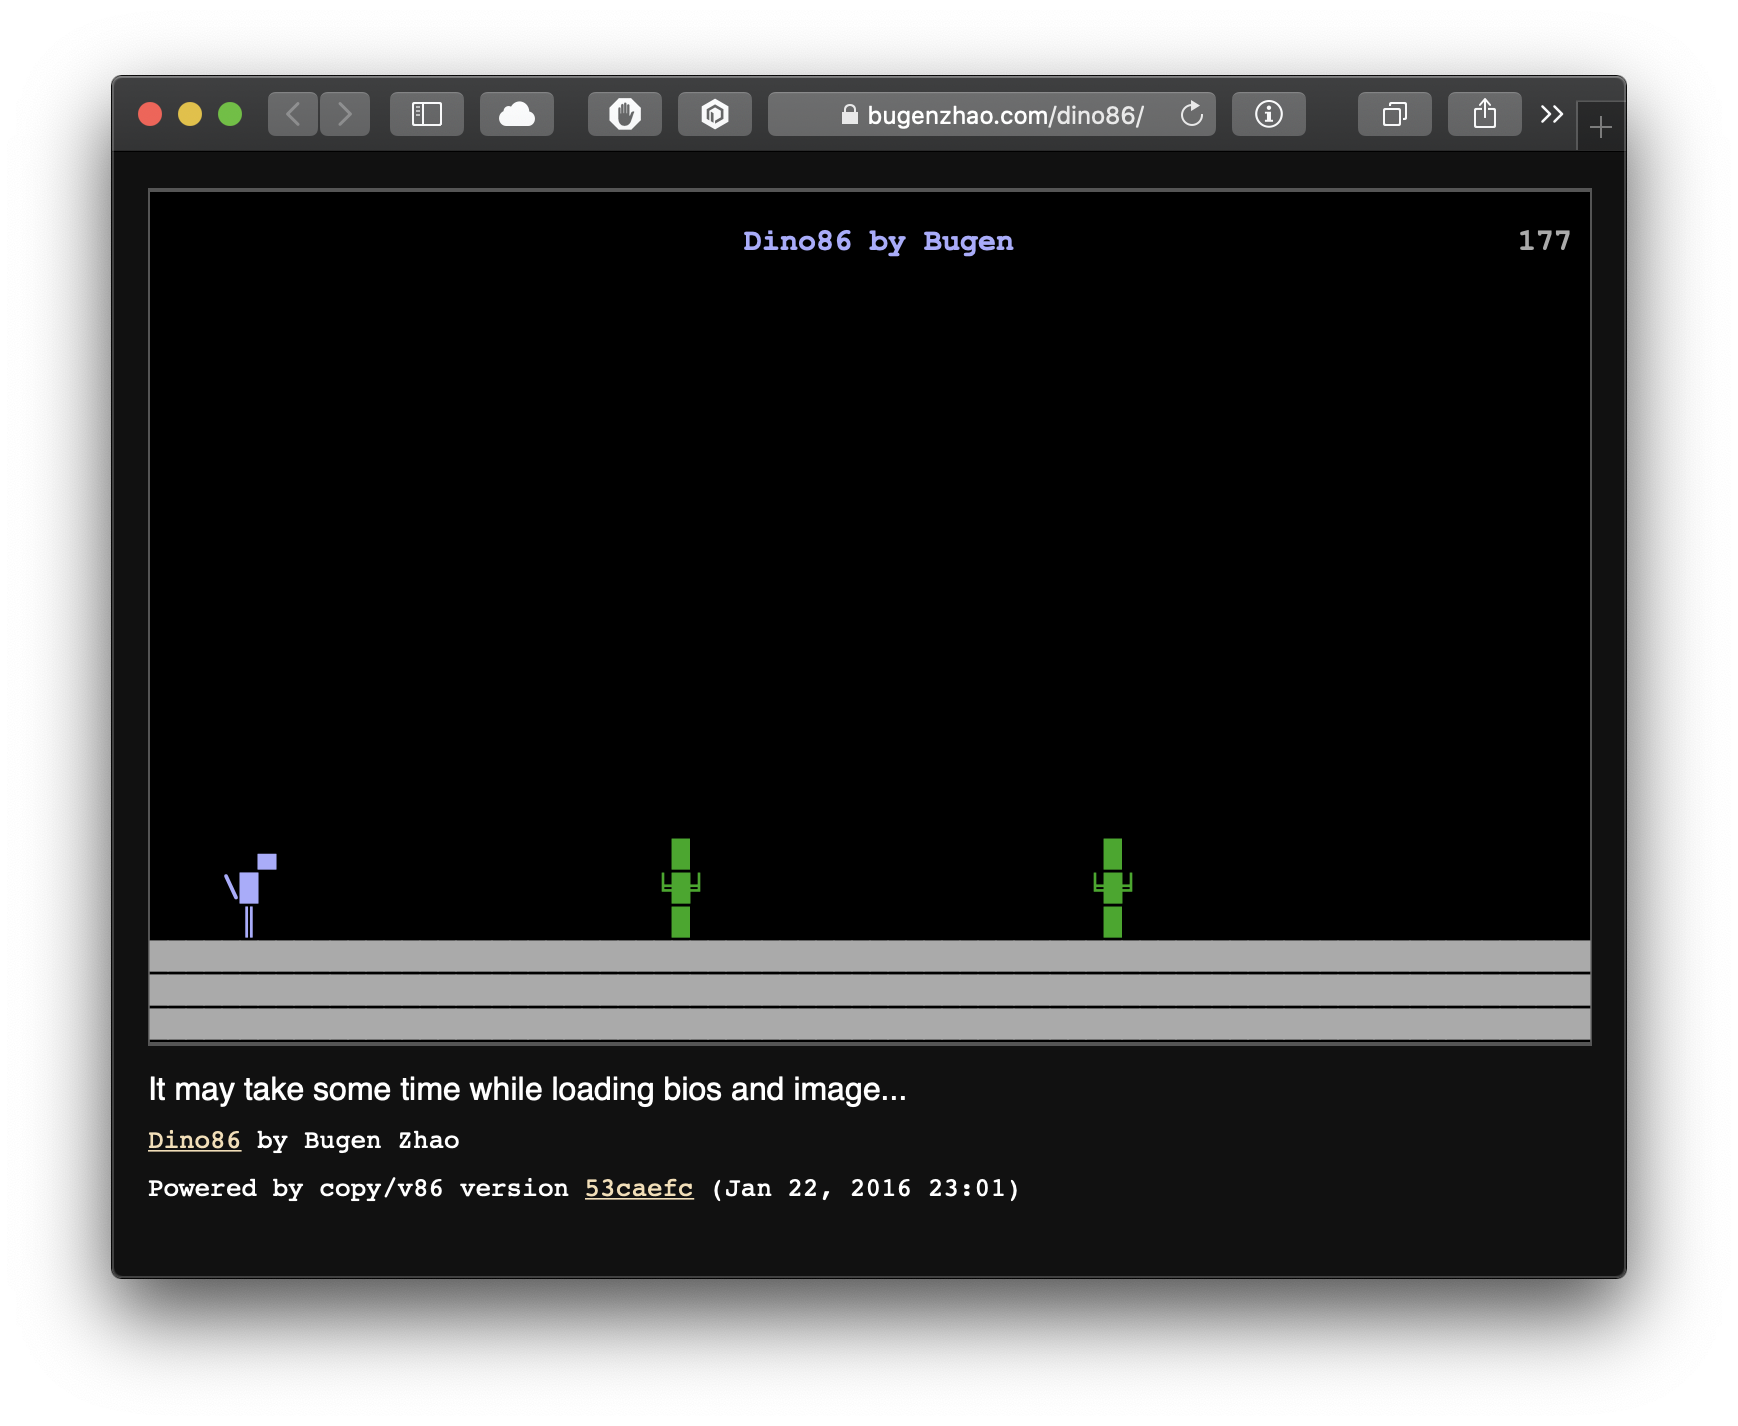 bugenzhao.com/dino86/
Dino86 by Bugen 177
It may take some time while loading bios and image...
Dino86 by Bugen Zhao
Powered by copy/v86 version 53caefc (Jan 22, 2016 23:01)